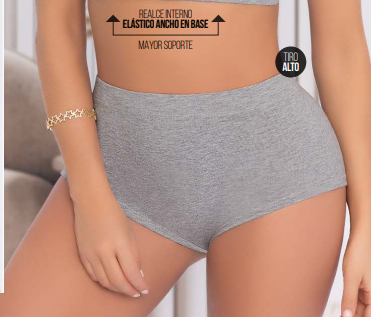 REALCE INTERNO
ELÁSTICO ANCHO EN BASE
MAYOR SOPORTE
TIRO
ALTO